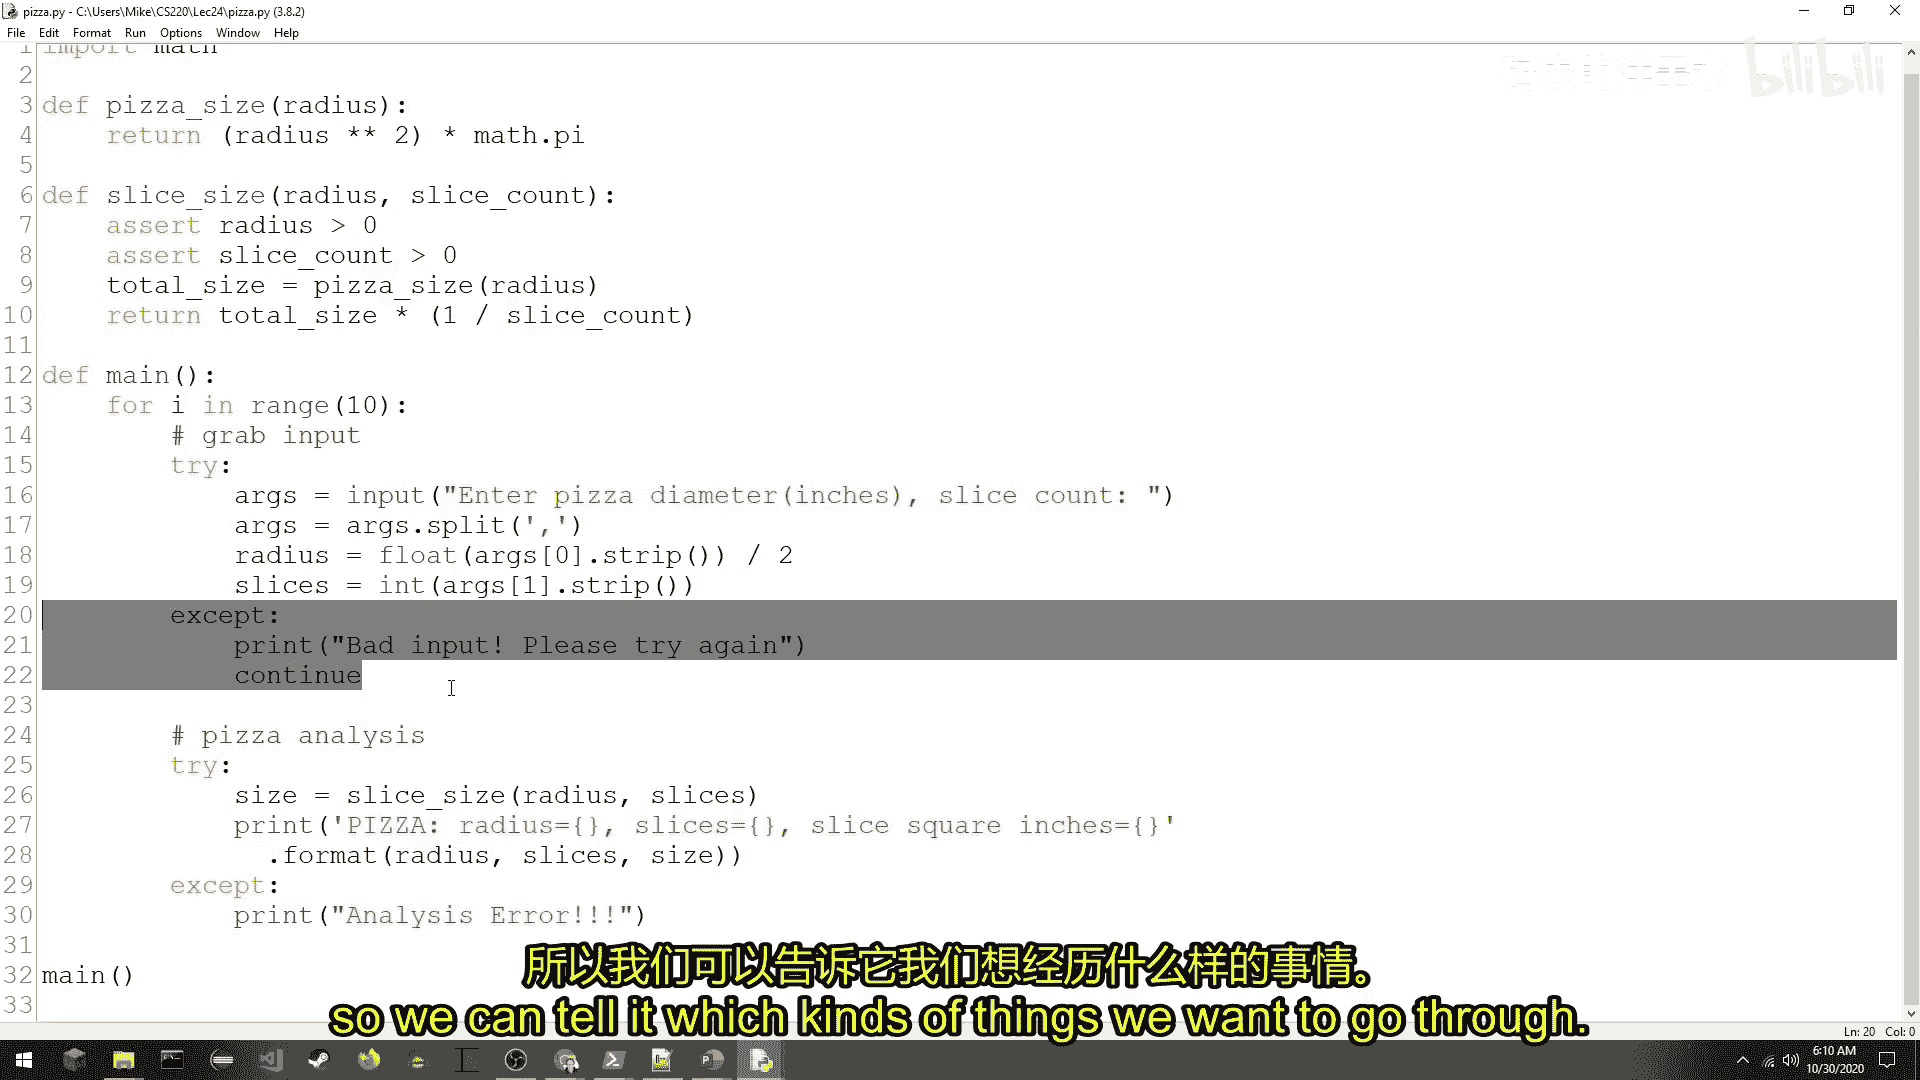 pizza.py - C:\Users\Mike\CS220\Lec24\pizza.py (3.8.2)
File Edit Format Run Options Window Help
bilibili
1 import math
2
3 def pizza_size(radius):
4     return (radius ** 2) * math.pi
5
6 def slice_size(radius, slice_count):
7     assert radius > 0
8     assert slice_count > 0
9     total_size = pizza_size(radius)
10     return total_size * (1 / slice_count)
11
12 def main():
13     for i in range(10):
14         # grab input
15         try:
16             args = input("Enter pizza diameter(inches), slice count: ")
17             args = args.split(',')
18             radius = float(args[0].strip()) / 2
19             slices = int(args[1].strip())
20         except:
21             print("Bad input! Please try again")
22             continue
23
24         # pizza analysis
25         try:
26             size = slice_size(radius, slices)
27             print('PIZZA: radius={}, slices={}, slice square inches={}'
28               .format(radius, slices, size))
29         except:
30             print("Analysis Error!!!")
31
32 main()
33
所以我们可以告诉它我们想经历什么样的事情。
so we can tell it which kinds of things we want to go through.
Ln: 20 Col: 0
6:10 AM
10/30/2020